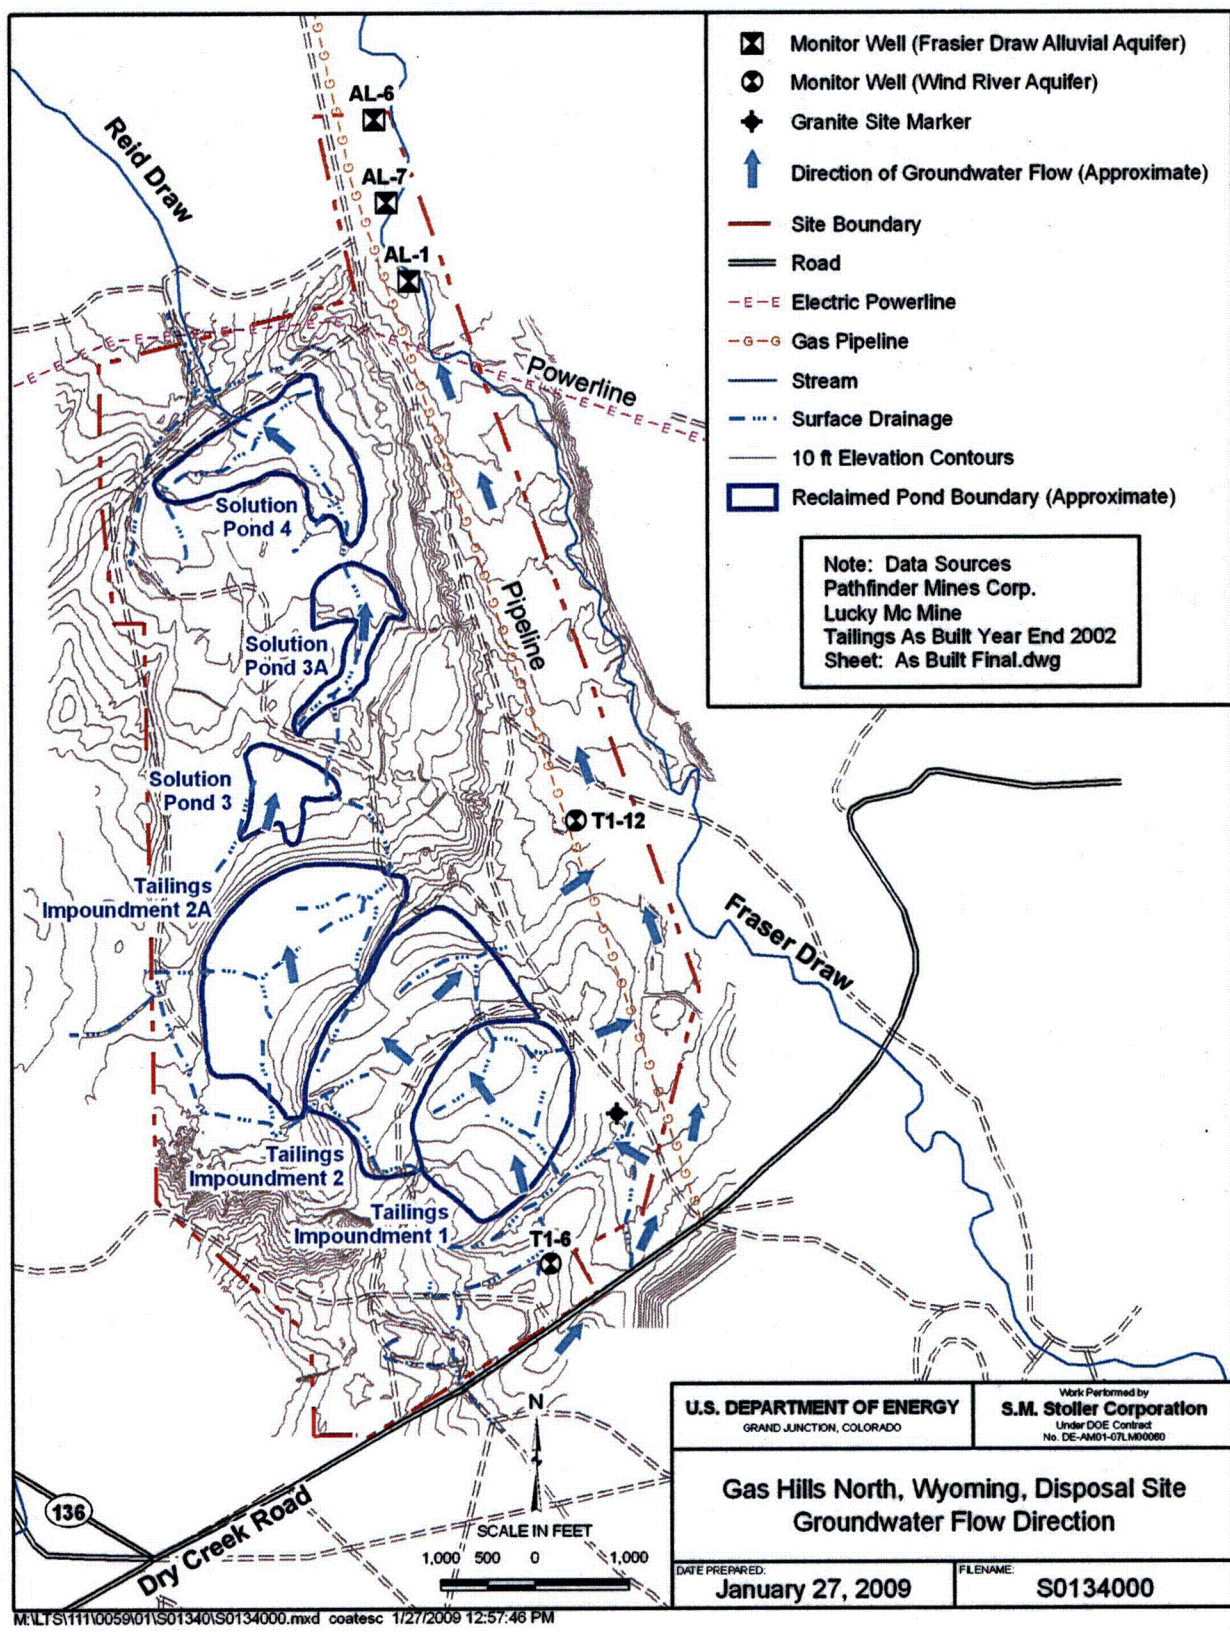 Monitor Well (Frasier Draw Alluvial Aquifer)
Monitor Well (Wind River Aquifer)
Granite Site Marker
Direction of Groundwater Flow (Approximate)
Site Boundary
Road
-E-E Electric Powerline
-G-G Gas Pipeline
Stream
Surface Drainage
10 ft Elevation Contours
Reclaimed Pond Boundary (Approximate)
Note: Data Sources
Pathfinder Mines Corp.
Lucky Mc Mine
Tailings As Built Year End 2002
Sheet: As Built Final.dwg
AL-6
Reid Draw
AL-7
AL-1
Powerline
Solution
Pond 4
Pipeline
Solution
Pond 3A
Solution
Pond 3
T1-12
Tailings
Impoundment 2A
Fraser Draw
Tailings
Impoundment 2
Tailings
Impoundment 1
T1-6
N
136
Dry Creek Road
SCALE IN FEET
1,000 500 0 1,000
U.S. DEPARTMENT OF ENERGY
GRAND JUNCTION, COLORADO
Work Performed by
S.M. Stoller Corporation
Under DOE Contract
No. DE-AM01-07LM00060
Gas Hills North, Wyoming, Disposal Site
Groundwater Flow Direction
DATE PREPARED:
January 27, 2009
FILENAME:
S0134000
M:\LTS\111\0059\01\S01340\S0134000.mxd coatesc 1/27/2009 12:57:46 PM